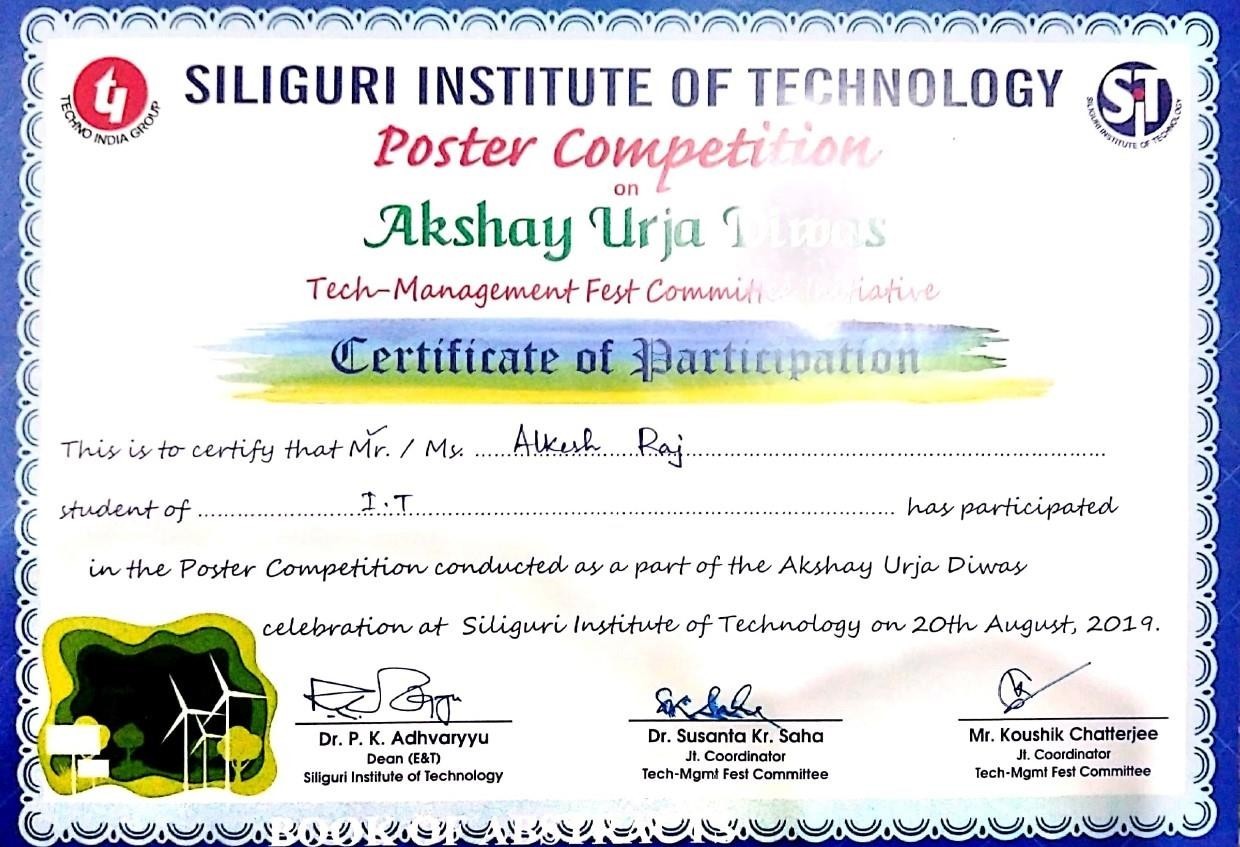 SILIGURI INSTITUTE OF TECHNOLOGY
TECHNO INDIA GROUP
SIT
SILIGURI INSTITUTE OF TECHNOLOGY
Poster Competition
on
Akshay Urja Diwas
Tech-Management Fest Committee Initiative
Certificate of Participation
This is to certify that Mr. / Ms. Alkesh Raj
student of I.T has participated
in the Poster Competition conducted as a part of the Akshay Urja Diwas
celebration at Siliguri Institute of Technology on 20th August, 2019.
Dr. P. K. Adhvaryyu
Dean (E&T)
Siliguri Institute of Technology
Dr. Susanta Kr. Saha
Jt. Coordinator
Tech-Mgmt Fest Committee
Mr. Koushik Chatterjee
Jt. Coordinator
Tech-Mgmt Fest Committee
BOOK OF ABSTRACTS